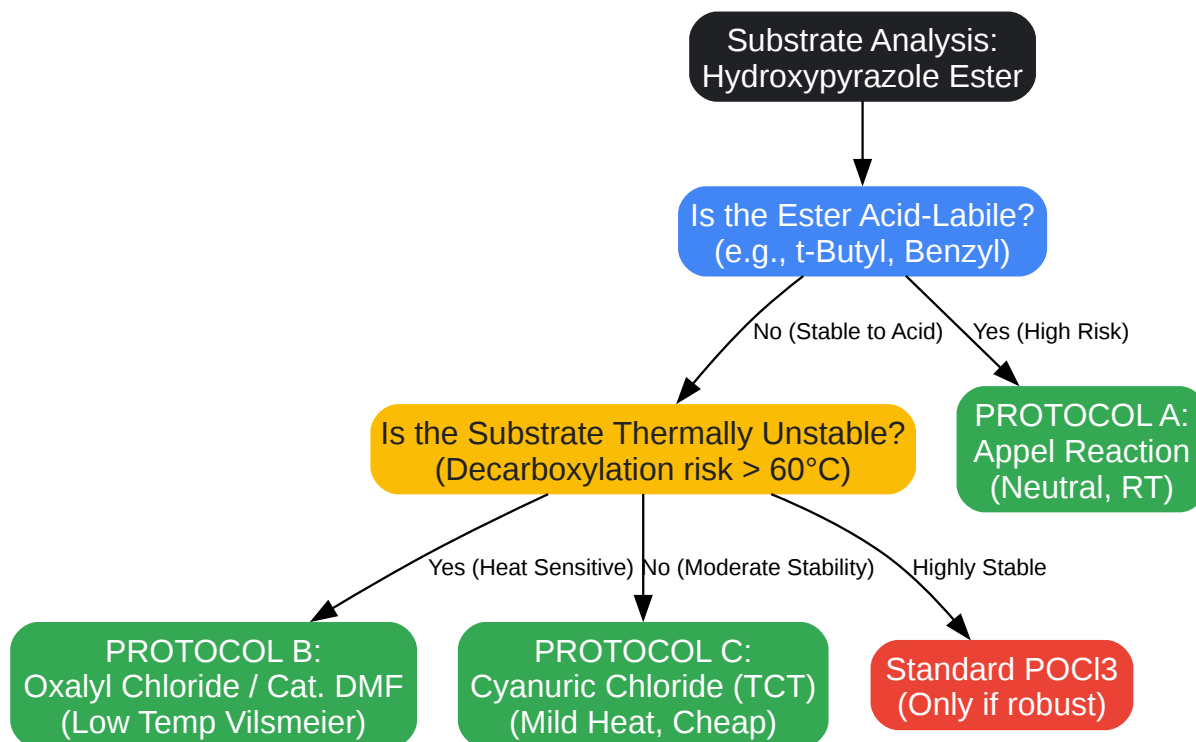 Substrate Analysis:
Hydroxypyrazole Ester
Is the Ester Acid-Labile?
(e.g., t-Butyl, Benzyl)
No (Stable to Acid)
Yes (High Risk)
Is the Substrate Thermally Unstable?
(Decarboxylation risk > 60°C)
PROTOCOL A:
Appel Reaction
(Neutral, RT)
Yes (Heat Sensitive)
No (Moderate Stability)
Highly Stable
PROTOCOL B:
Oxalyl Chloride / Cat. DMF
(Low Temp Vilsmeier)
PROTOCOL C:
Cyanuric Chloride (TCT)
(Mild Heat, Cheap)
Standard POCl3
(Only if robust)